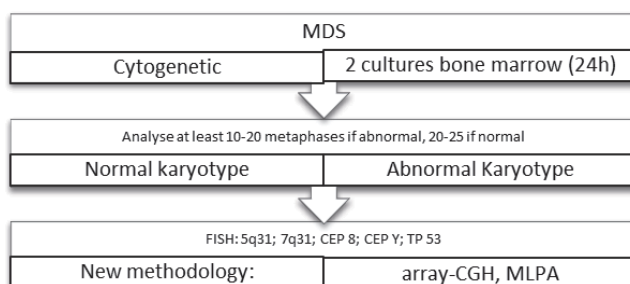 MDS
Cytogenetic
2 cultures bone marrow (24h)
Analyse at least 10-20 metaphases if abnormal, 20-25 if normal
Normal karyotype
Abnormal Karyotype
FISH: 5q31; 7q31; CEP 8; CEP Y; TP 53
New methodology:
array-CGH, MLPA